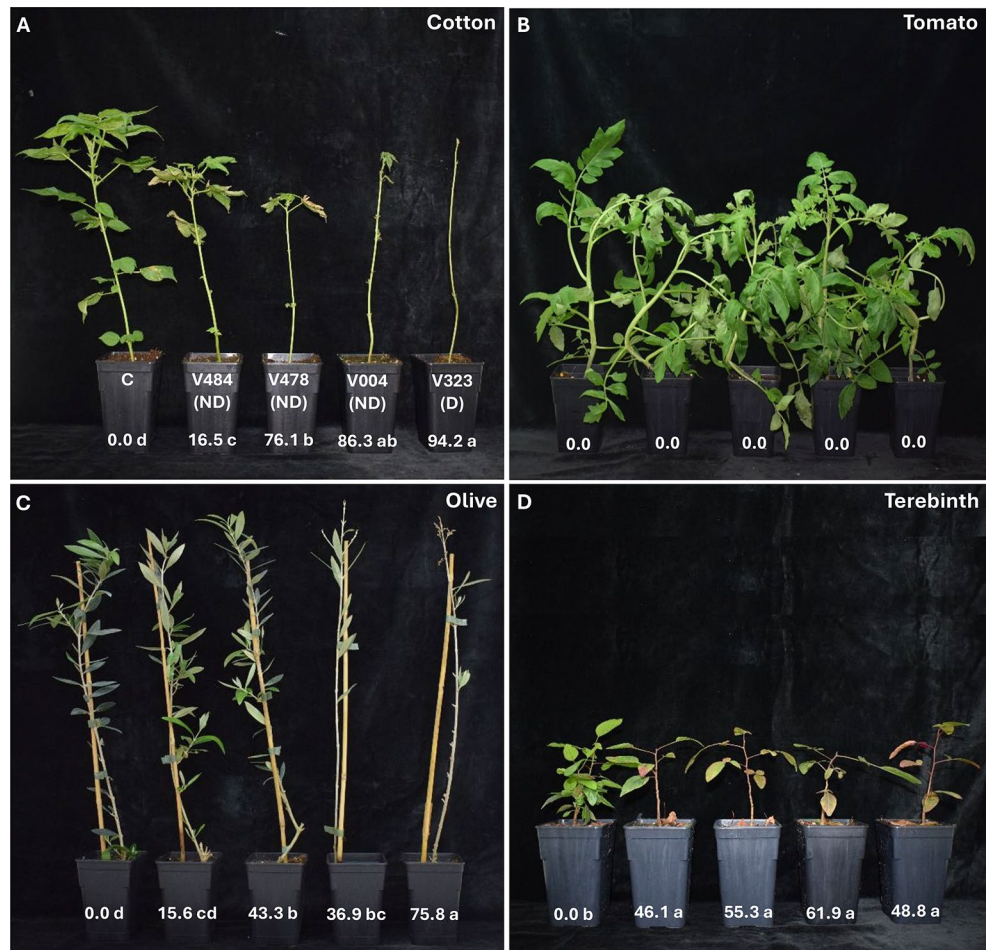 A
Cotton
C
V484
(ND)
V478
(ND)
V004
(ND)
V323
(D)
0.0 d
16.5 c
76.1 b
86.3 ab
94.2 a
B
Tomato
0.0
0.0
0.0
0.0
0.0
C
Olive
0.0 d
15.6 cd
43.3 b
36.9 bc
75.8 a
D
Terebinth
0.0 b
46.1 a
55.3 a
61.9 a
48.8 a